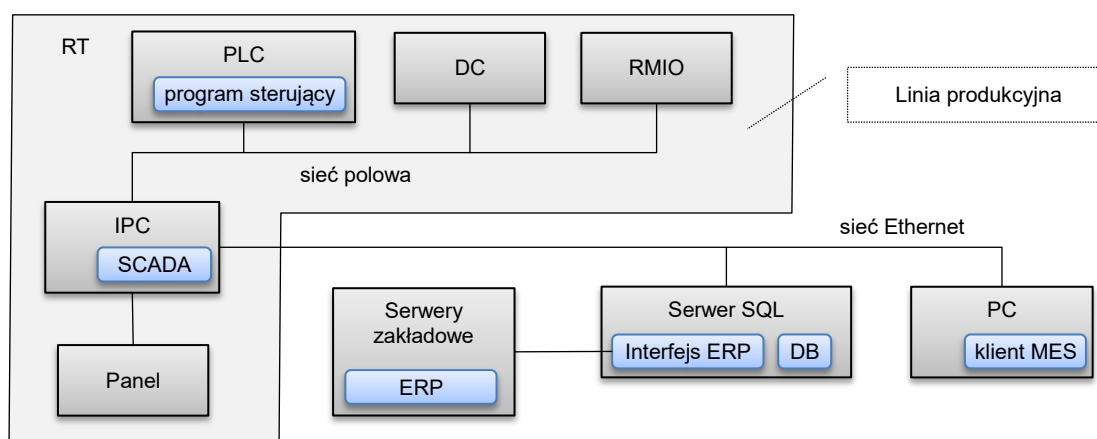 RT
PLC
program sterujący
DC
RMIO
Linia produkcyjna
sieć polowa
IPC
SCADA
sieć Ethernet
Panel
Serwery
zakładowe
ERP
Serwer SQL
Interfejs ERP
DB
PC
klient MES